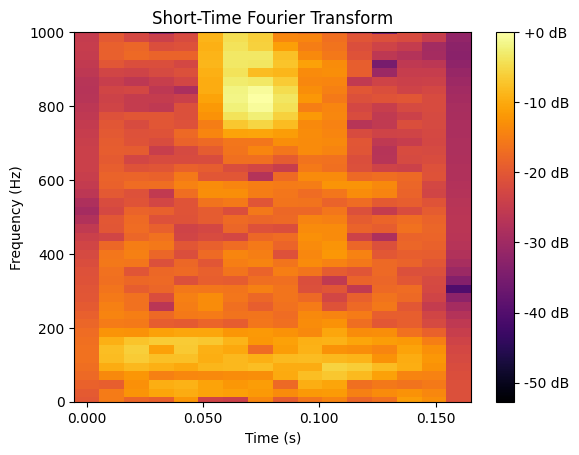 Short-Time Fourier Transform
1000
800
600
400
200
0
Frequency (Hz)
0.000
0.050
0.100
0.150
Time (s)
+0 dB
-10 dB
-20 dB
-30 dB
-40 dB
-50 dB